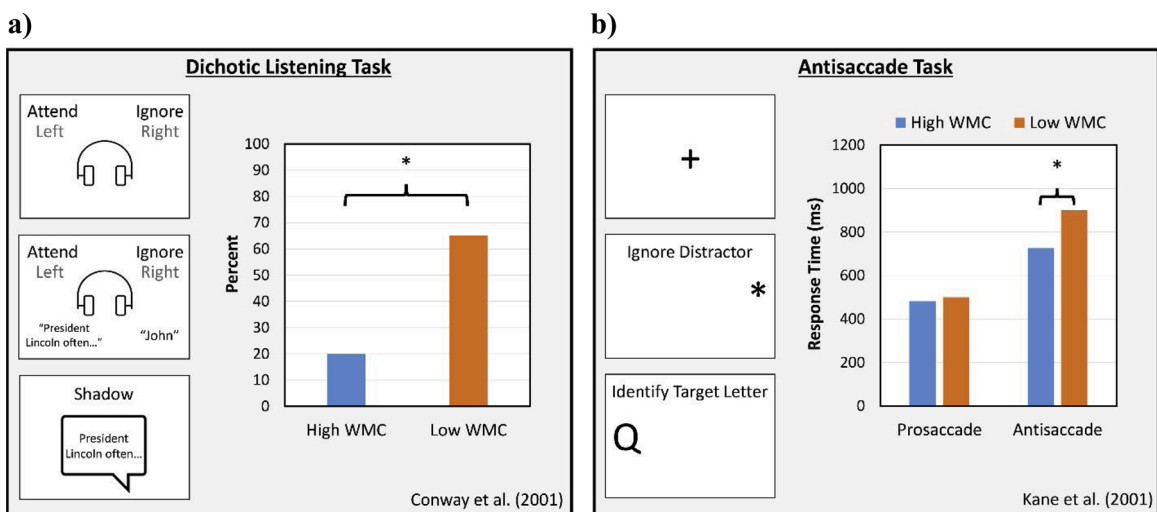 a)
Dichotic Listening Task
Attend Ignore
Left Right
Attend Ignore
Left Right
“President
Lincoln often…”
“John”
Shadow
President
Lincoln often…
Percent
100
90
80
70
60
50
40
30
20
10
0
*
High WMC Low WMC
Conway et al. (2001)
b)
Antisaccade Task
+
Ignore Distractor
*
Identify Target Letter
Q
High WMC Low WMC
Response Time (ms)
1200
1000
800
600
400
200
0
*
Prosaccade Antisaccade
Kane et al. (2001)